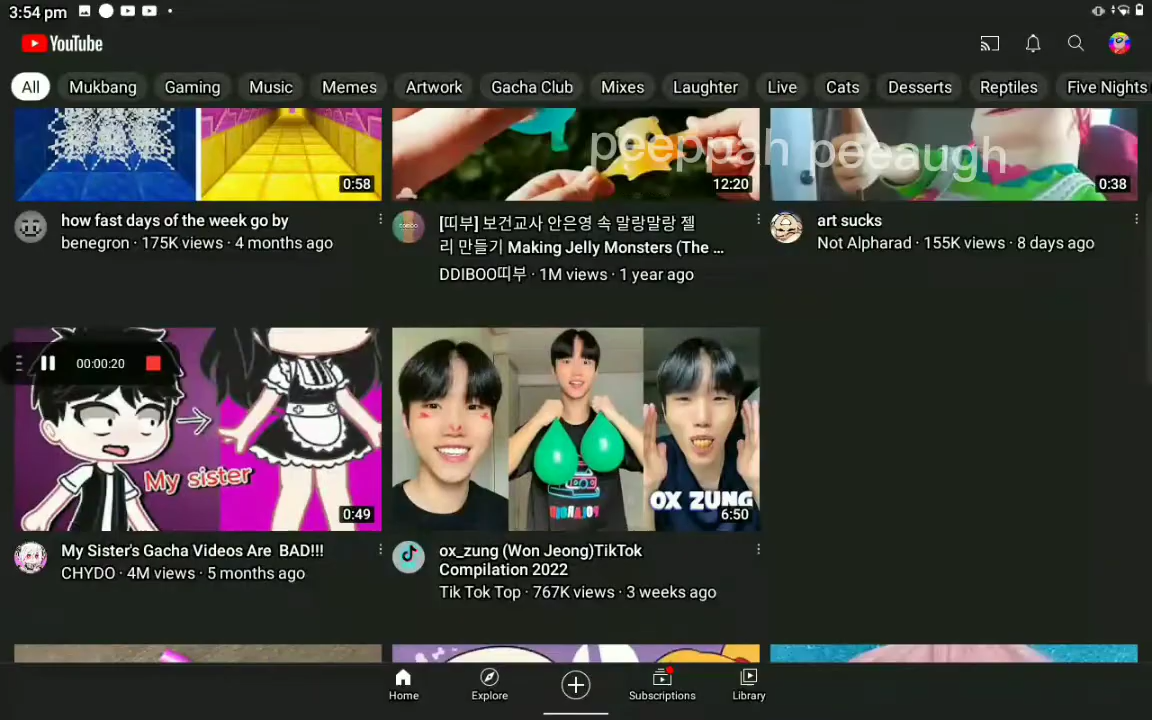 3:54 pm
YouTube
All
Mukbang
Gaming
Music
Memes
Artwork
Gacha Club
Mixes
Laughter
Live
Cats
Desserts
Reptiles
Five Nights
peeppah peeaugh
0:58
12:20
0:38
how fast days of the week go by
benegron · 175K views · 4 months ago
[띠부] 보건교사 안은영 속 말랑말랑 젤
리 만들기 Making Jelly Monsters (The ...
DDIBOO띠부 · 1M views · 1 year ago
art sucks
Not Alpharad · 155K views · 8 days ago
00:00:20
My sister
0:49
OX ZUNG
6:50
My Sister's Gacha Videos Are BAD!!!
CHYDO · 4M views · 5 months ago
ox_zung (Won Jeong)TikTok
Compilation 2022
Tik Tok Top · 767K views · 3 weeks ago
Home
Explore
Subscriptions
Library